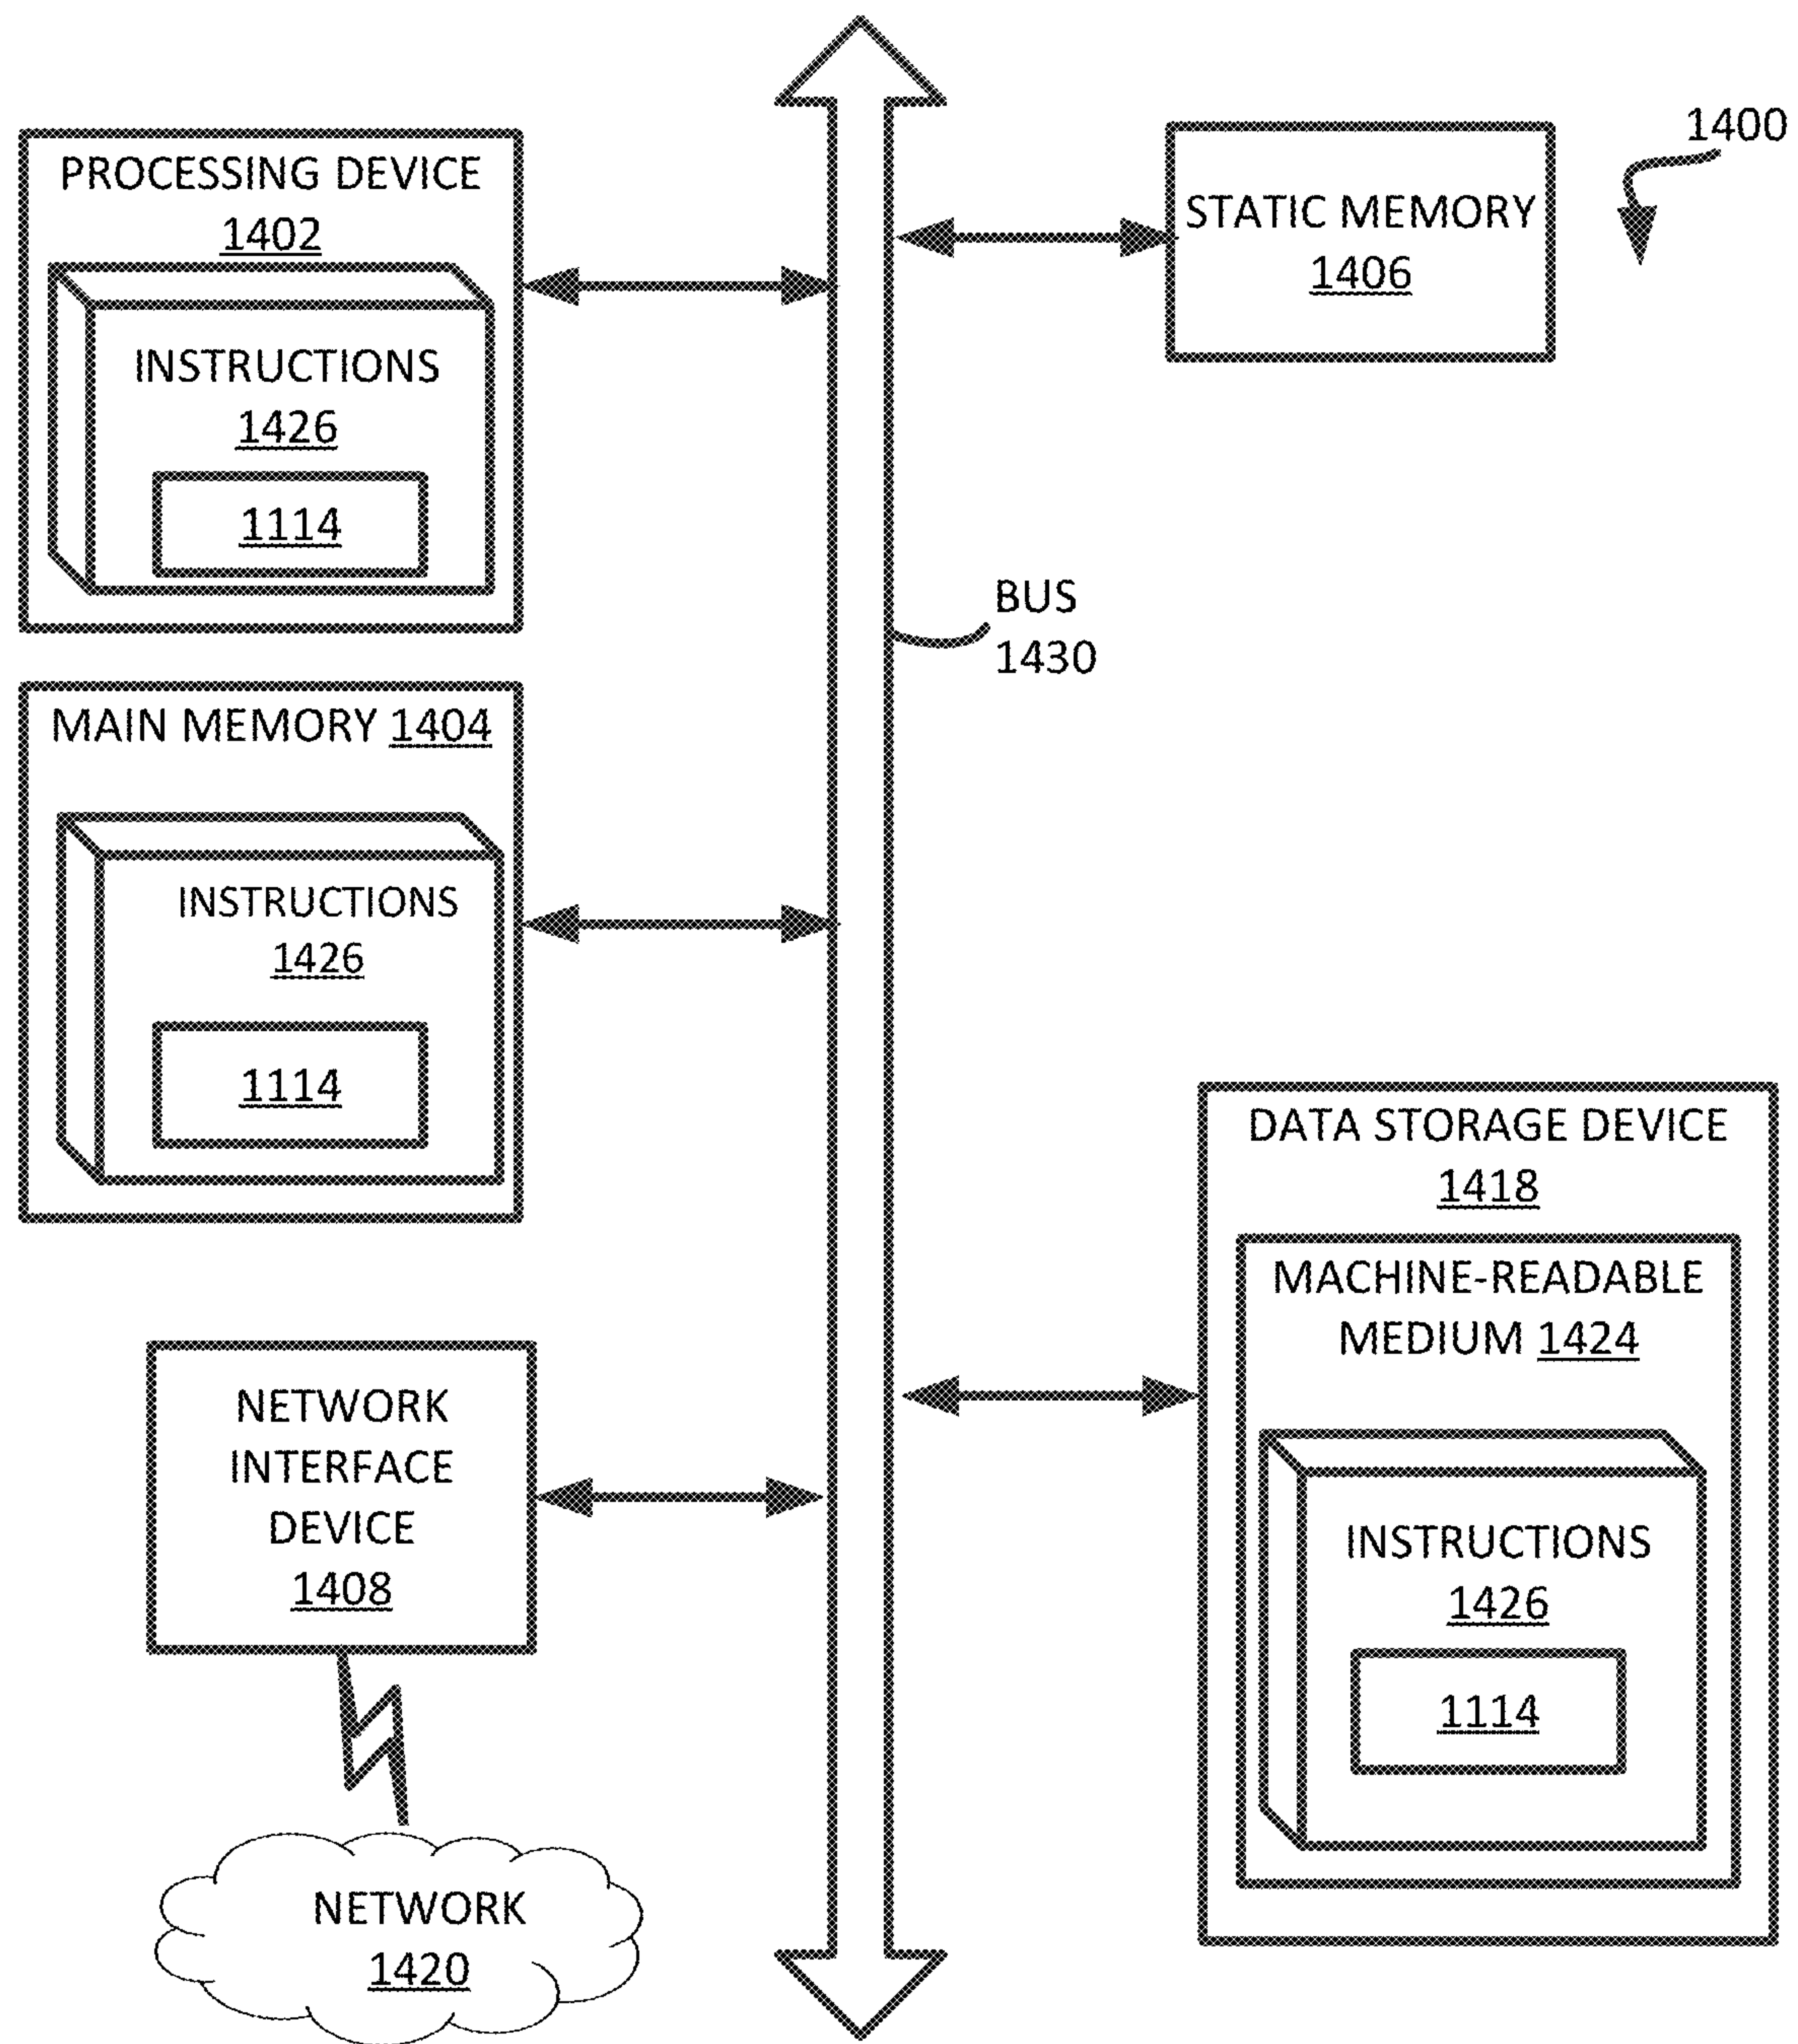 PROCESSING DEVICE
1402
INSTRUCTIONS
1426
1114
STATIC MEMORY
1406
1400
BUS
1430
MAIN MEMORY 1404
INSTRUCTIONS
1426
1114
DATA STORAGE DEVICE
1418
MACHINE-READABLE
MEDIUM 1424
INSTRUCTIONS
1426
1114
NETWORK
INTERFACE
DEVICE
1408
NETWORK
1420